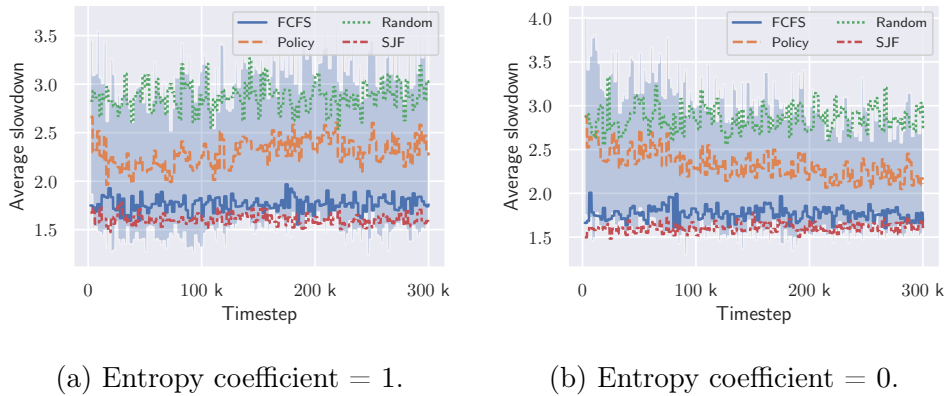 FCFS
Policy
Random
SJF
3.5
3.0
2.5
2.0
1.5
Average slowdown
0
100 k
200 k
300 k
Timestep
(a) Entropy coefficient = 1.
FCFS
Policy
Random
SJF
4.0
3.5
3.0
2.5
2.0
1.5
Average slowdown
0
100 k
200 k
300 k
Timestep
(b) Entropy coefficient = 0.